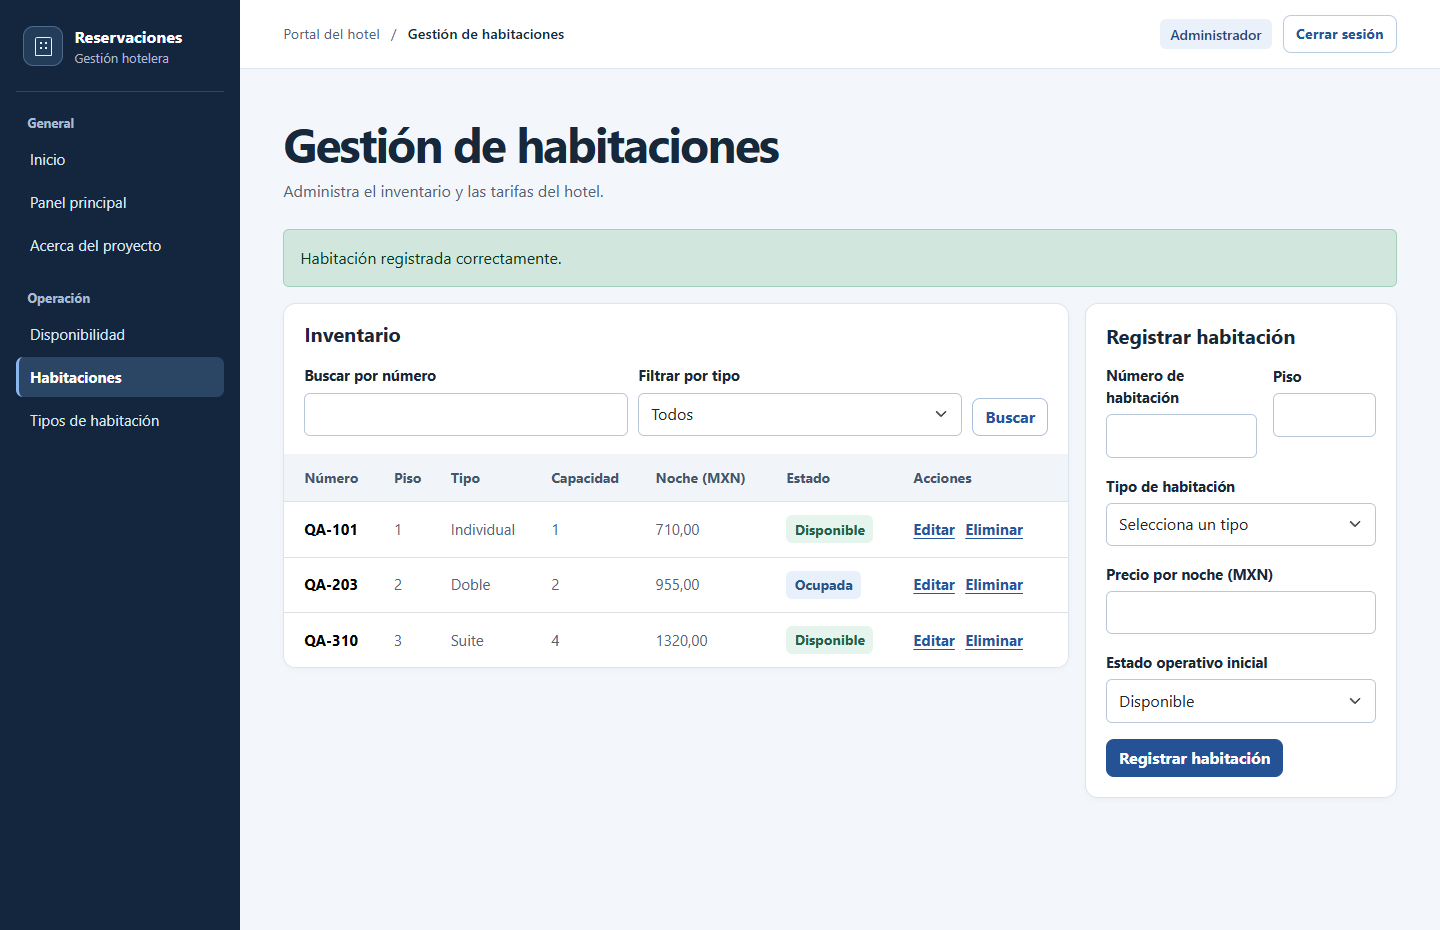 Reservaciones
Gestión hotelera
General
Inicio
Panel principal
Acerca del proyecto
Operación
Disponibilidad
Habitaciones
Tipos de habitación
Portal del hotel / Gestión de habitaciones
Administrador
Cerrar sesión
Gestión de habitaciones
Administra el inventario y las tarifas del hotel.
Habitación registrada correctamente.
Inventario
Buscar por número
Filtrar por tipo
Todos
Buscar
Número Piso Tipo Capacidad Noche (MXN) Estado Acciones
QA-101 1 Individual 1 710,00 Disponible Editar Eliminar
QA-203 2 Doble 2 955,00 Ocupada Editar Eliminar
QA-310 3 Suite 4 1320,00 Disponible Editar Eliminar
Registrar habitación
Número de
habitación
Piso
Tipo de habitación
Selecciona un tipo
Precio por noche (MXN)
Estado operativo inicial
Disponible
Registrar habitación